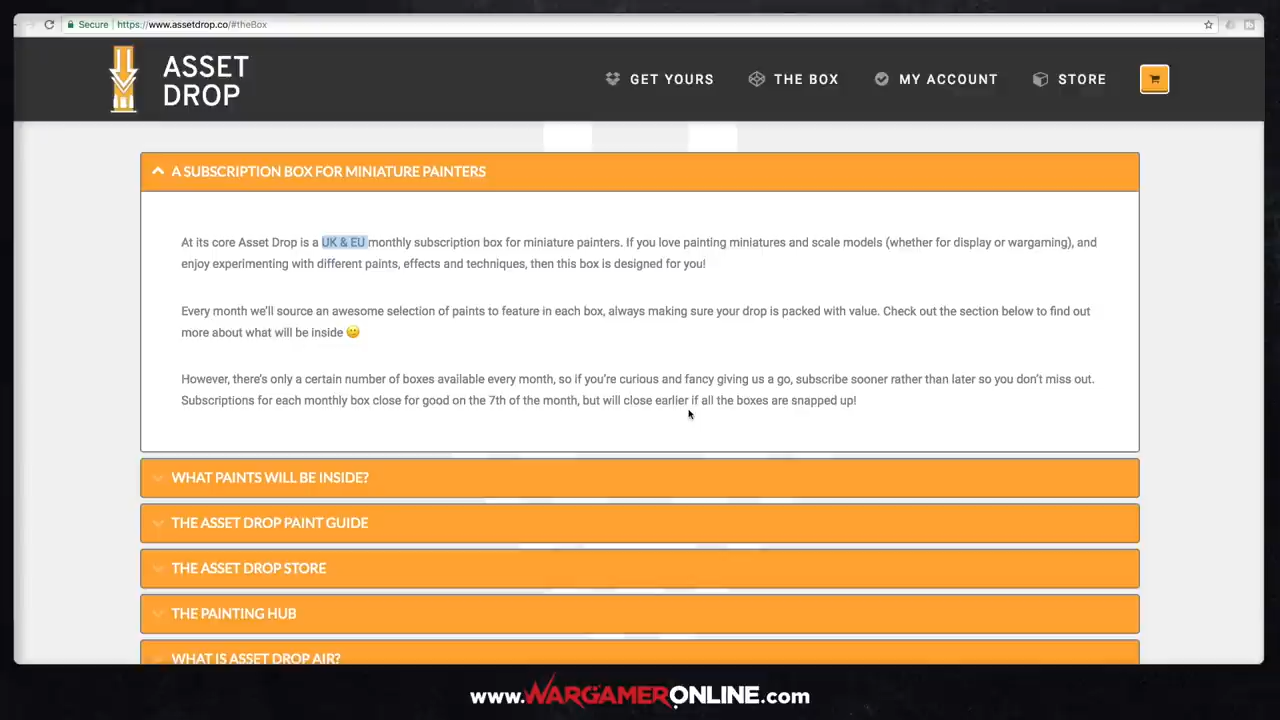 Secure https://www.assetdrop.co/#theBox
ASSET
DROP
GET YOURS
THE BOX
MY ACCOUNT
STORE
A SUBSCRIPTION BOX FOR MINIATURE PAINTERS
At its core Asset Drop is a UK & EU monthly subscription box for miniature painters. If you love painting miniatures and scale models (whether for display or wargaming), and
enjoy experimenting with different paints, effects and techniques, then this box is designed for you!
Every month we'll source an awesome selection of paints to feature in each box, always making sure your drop is packed with value. Check out the section below to find out
more about what will be inside 🙂
However, there's only a certain number of boxes available every month, so if you're curious and fancy giving us a go, subscribe sooner rather than later so you don't miss out.
Subscriptions for each monthly box close for good on the 7th of the month, but will close earlier if all the boxes are snapped up!
WHAT PAINTS WILL BE INSIDE?
THE ASSET DROP PAINT GUIDE
THE ASSET DROP STORE
THE PAINTING HUB
WHAT IS ASSET DROP AIR?
www.WARGAMERONLINE.com